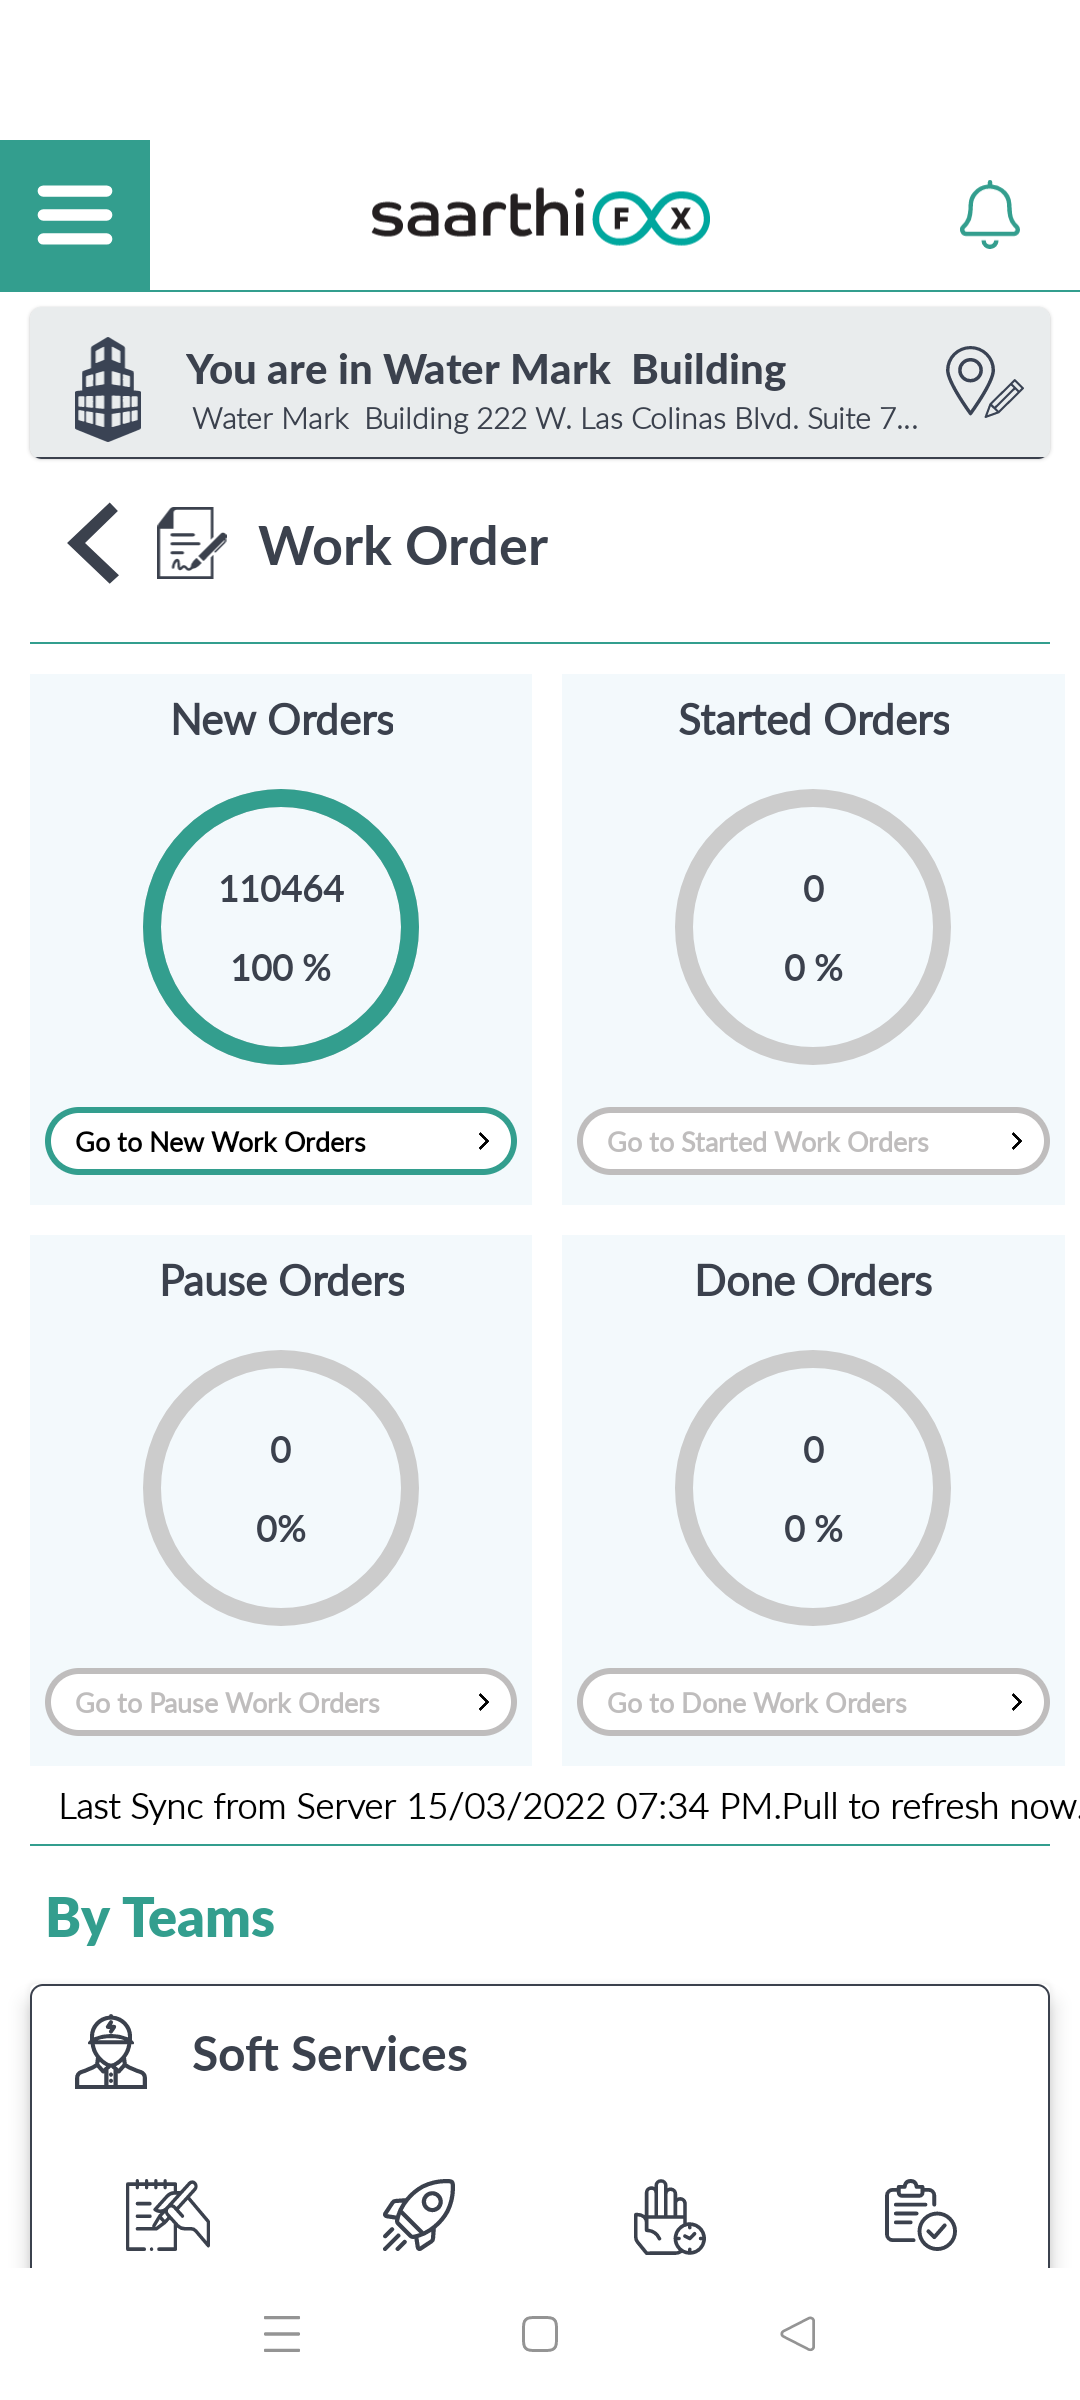 saarthi F X
You are in Water Mark  Building
Water Mark  Building 222 W. Las Colinas Blvd. Suite 7...
Work Order
New Orders
Started Orders
110464
100 %
0
0 %
Go to New Work Orders
Go to Started Work Orders
Pause Orders
Done Orders
0
0%
0
0 %
Go to Pause Work Orders
Go to Done Work Orders
Last Sync from Server 15/03/2022 07:34 PM.Pull to refresh now.
By Teams
Soft Services